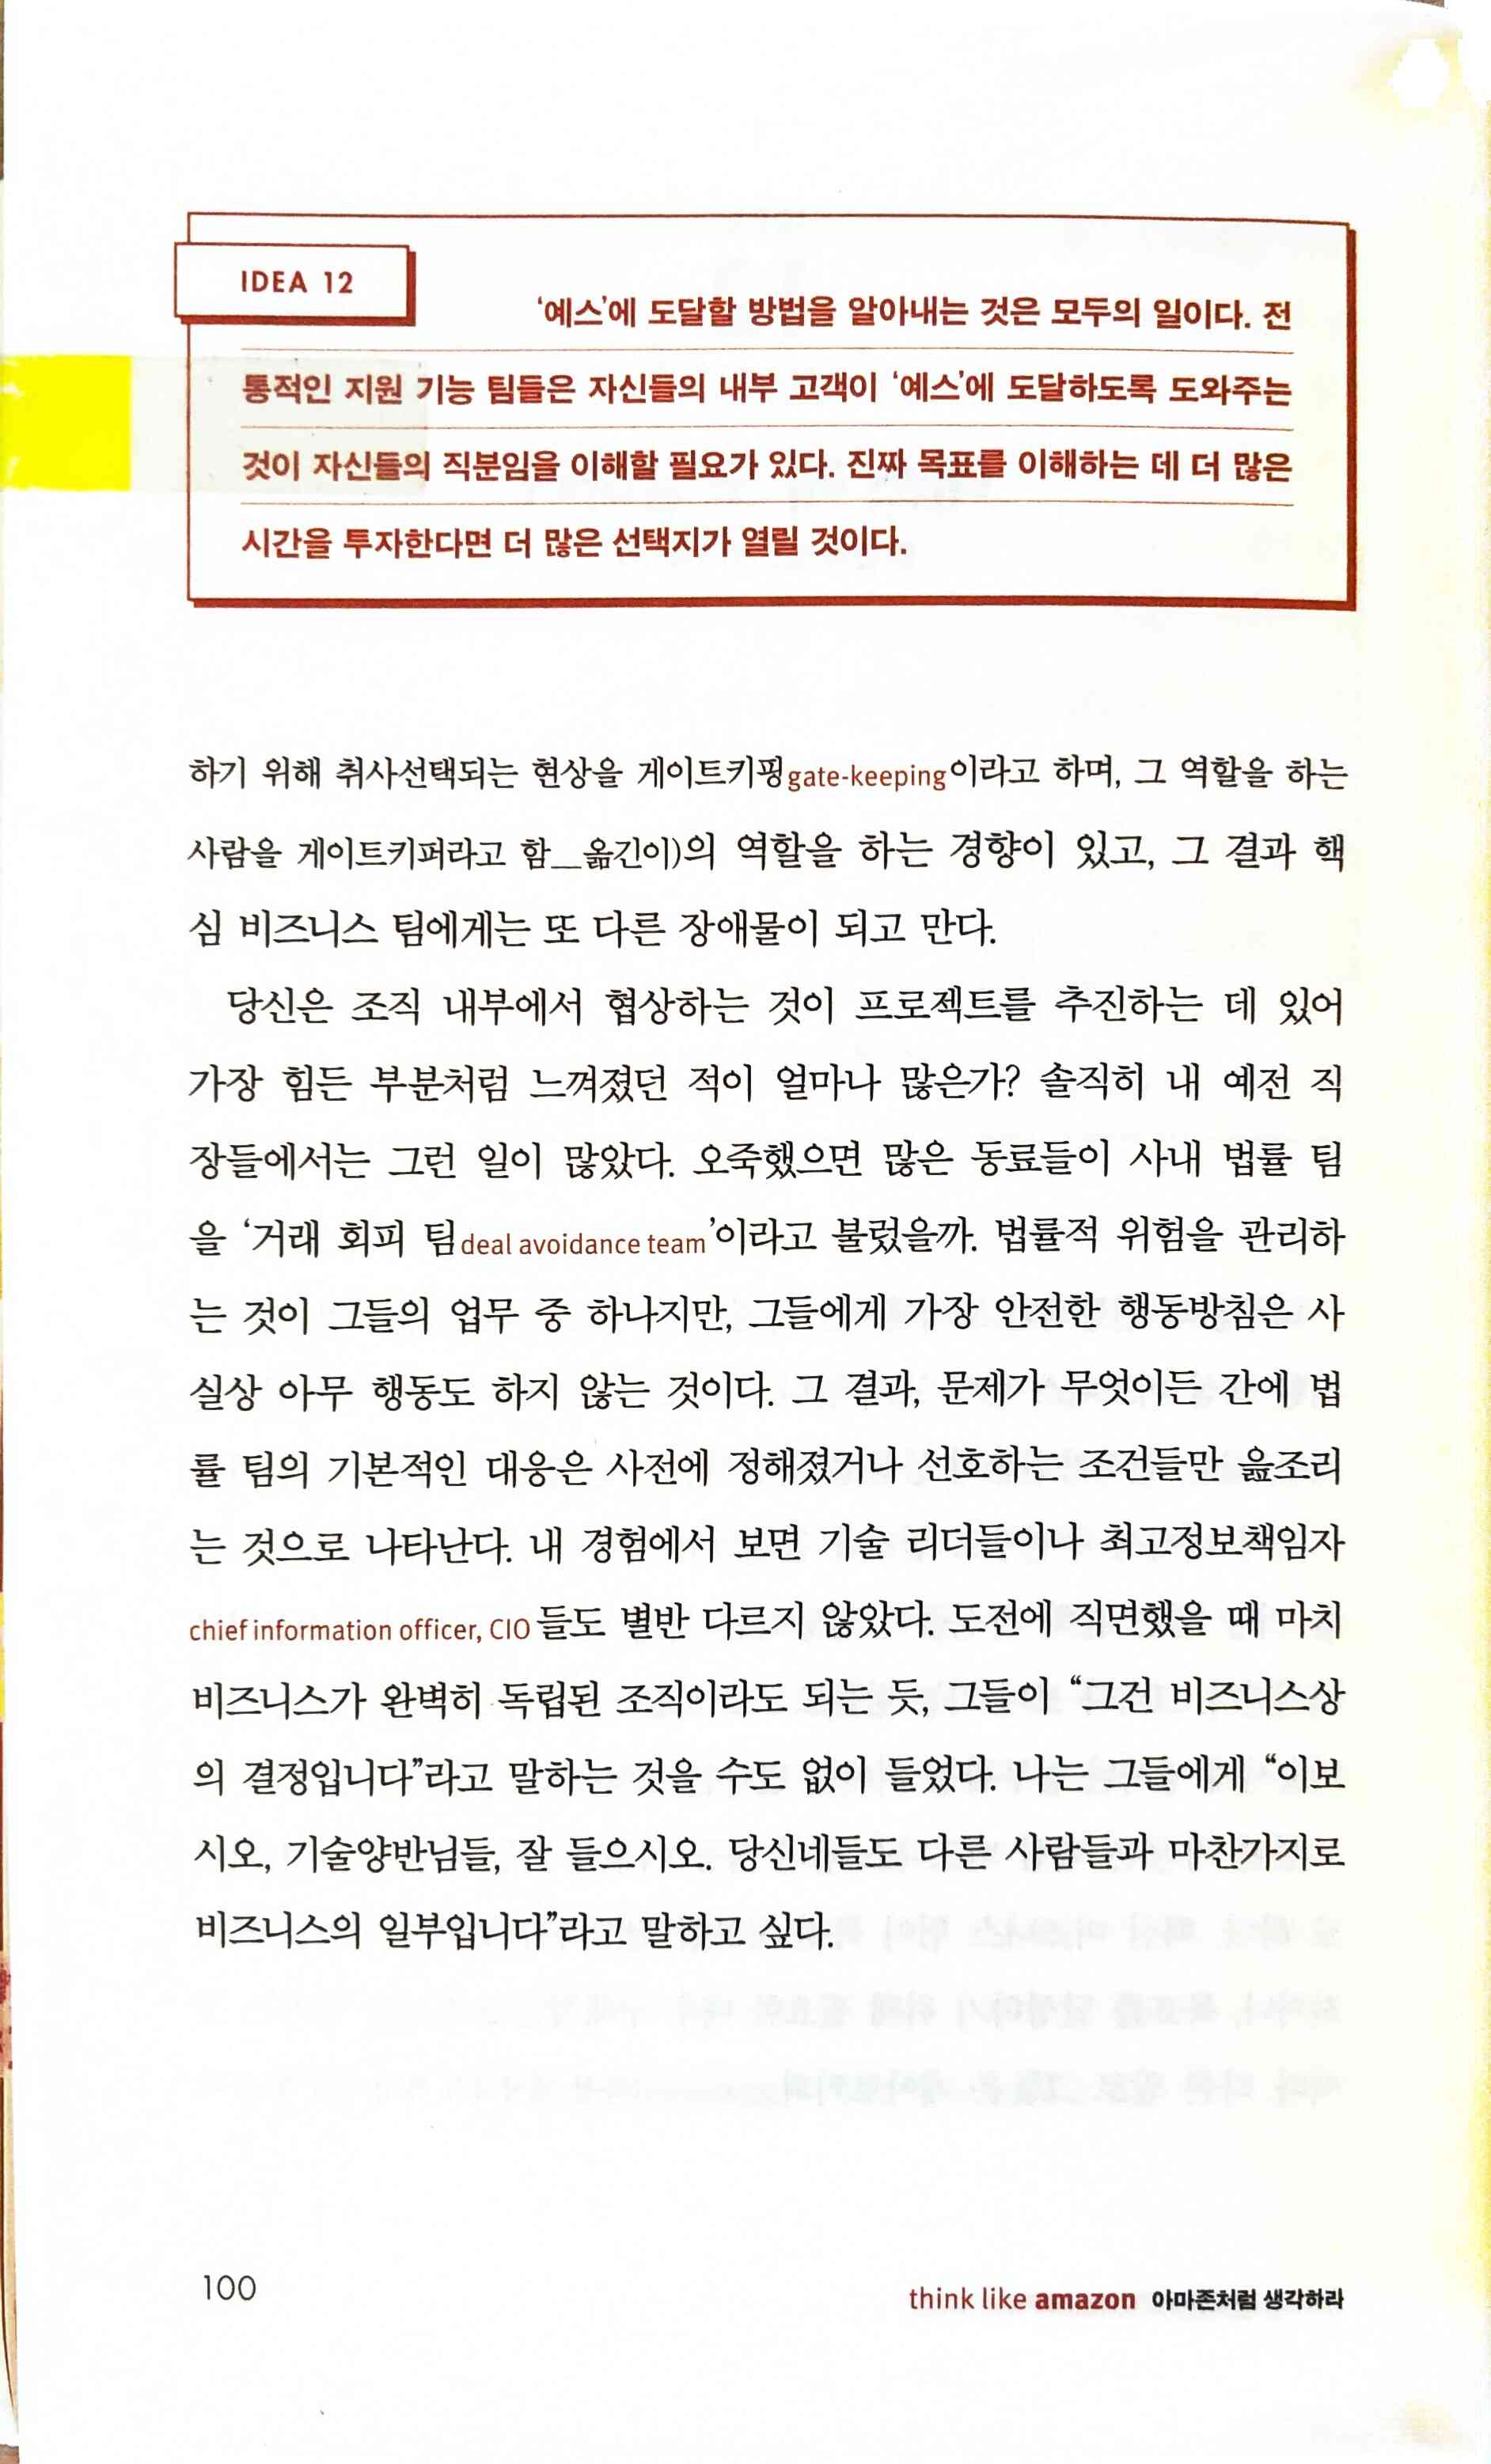 IDEA 12
‘예스’에 도달할 방법을 알아내는 것은 모두의 일이다. 전
통적인 지원 기능 팀들은 자신들의 내부 고객이 ‘예스’에 도달하도록 도와주는
것이 자신들의 직분임을 이해할 필요가 있다. 진짜 목표를 이해하는 데 더 많은
시간을 투자한다면 더 많은 선택지가 열릴 것이다.
하기 위해 취사선택되는 현상을 게이트키핑gate-keeping이라고 하며, 그 역할을 하는
사람을 게이트키퍼라고 함__옮긴이)의 역할을 하는 경향이 있고, 그 결과 핵
심 비즈니스 팀에게는 또 다른 장애물이 되고 만다.
당신은 조직 내부에서 협상하는 것이 프로젝트를 추진하는 데 있어
가장 힘든 부분처럼 느껴졌던 적이 얼마나 많은가? 솔직히 내 예전 직
장들에서는 그런 일이 많았다. 오죽했으면 많은 동료들이 사내 법률 팀
을 ‘거래 회피 팀deal avoidance team’이라고 불렀을까. 법률적 위험을 관리하
는 것이 그들의 업무 중 하나지만, 그들에게 가장 안전한 행동방침은 사
실상 아무 행동도 하지 않는 것이다. 그 결과, 문제가 무엇이든 간에 법
률 팀의 기본적인 대응은 사전에 정해졌거나 선호하는 조건들만 읊조리
는 것으로 나타난다. 내 경험에서 보면 기술 리더들이나 최고정보책임자
chief information officer, CIO들도 별반 다르지 않았다. 도전에 직면했을 때 마치
비즈니스가 완벽히 독립된 조직이라도 되는 듯, 그들이 “그건 비즈니스상
의 결정입니다”라고 말하는 것을 수도 없이 들었다. 나는 그들에게 “이보
시오, 기술양반님들, 잘 들으시오. 당신네들도 다른 사람들과 마찬가지로
비즈니스의 일부입니다”라고 말하고 싶다.
100
think like amazon 아마존처럼 생각하라